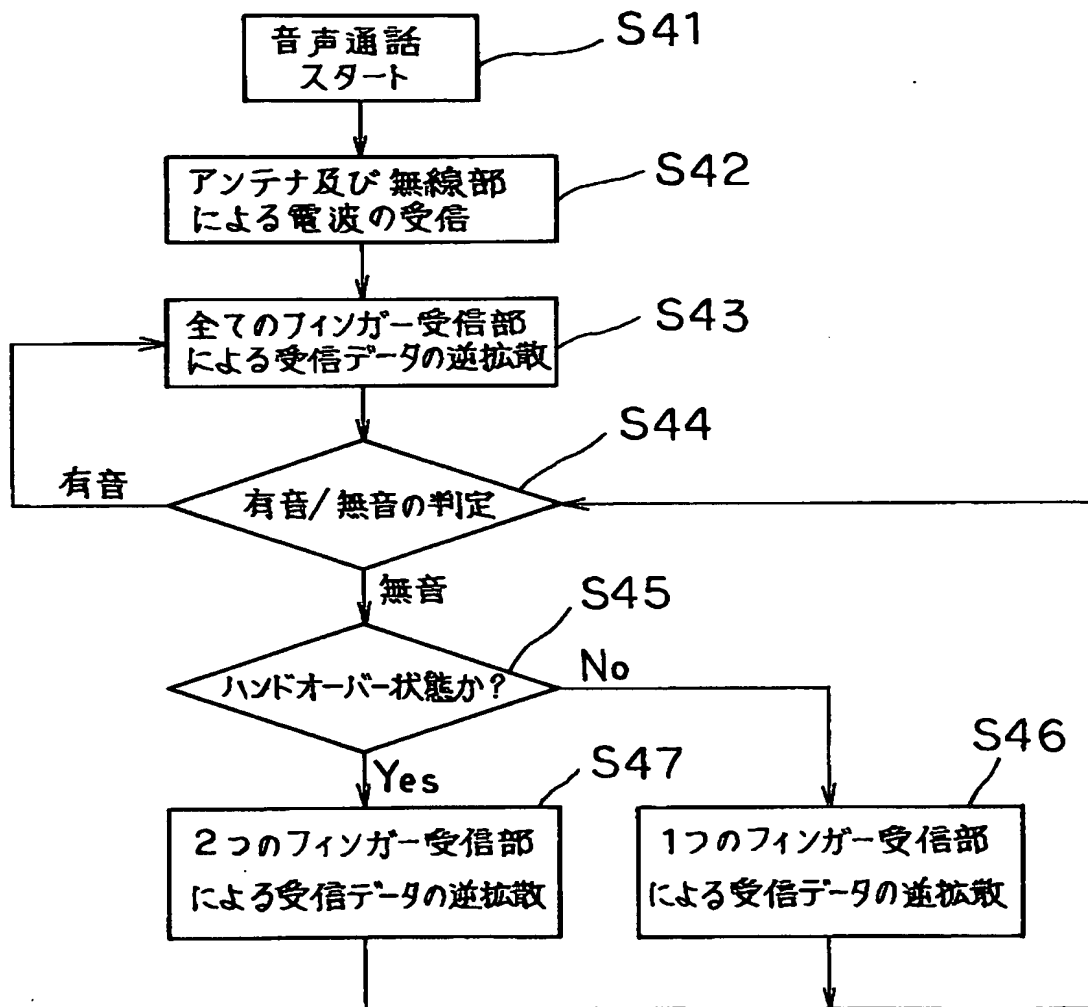 音声通話
スタート
S41
アンテナ及び無線部
による電波の受信
S42
全てのフィンガー受信部
による受信データの逆拡散
S43
S44
有音
有音/無音の判定
無音
S45
ハンドオーバー状態か?
No
Yes
S47
S46
2つのフィンガー受信部
による受信データの逆拡散
1つのフィンガー受信部
による受信データの逆拡散